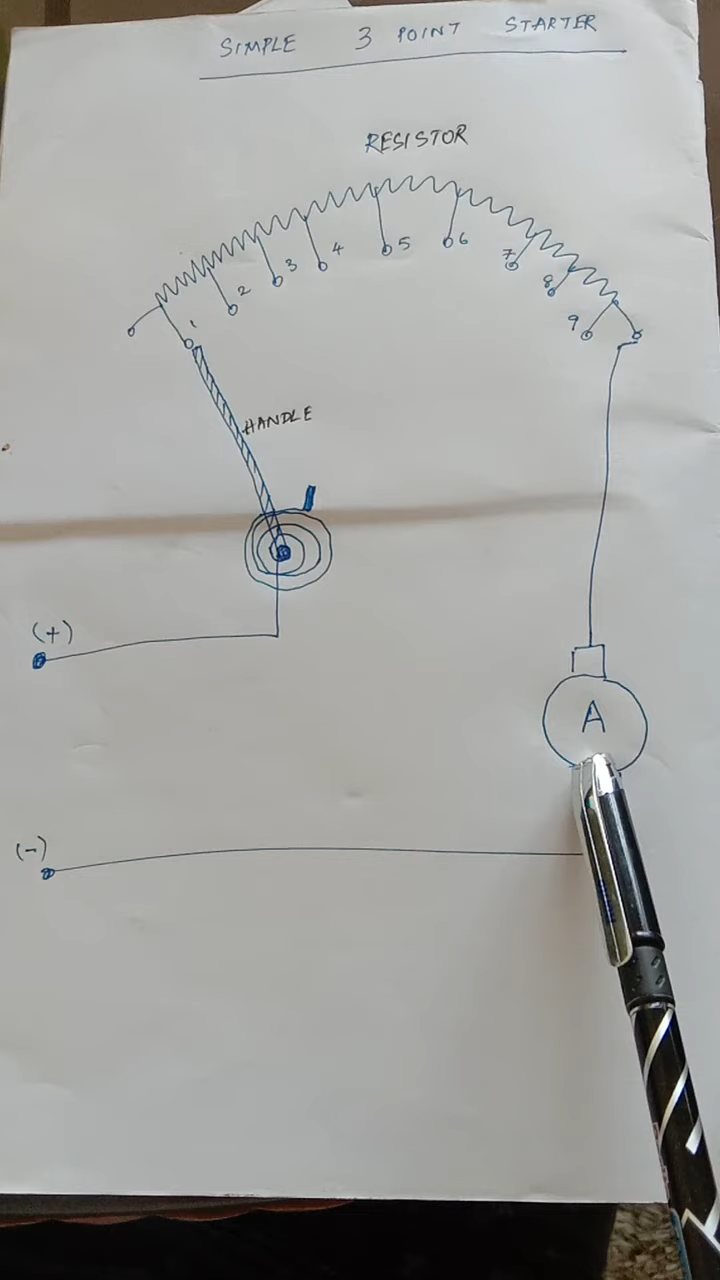 SIMPLE 3 POINT STARTER
RESISTOR
1
2
3
4
5
6
7
8
9
HANDLE
(+)
A
(-)